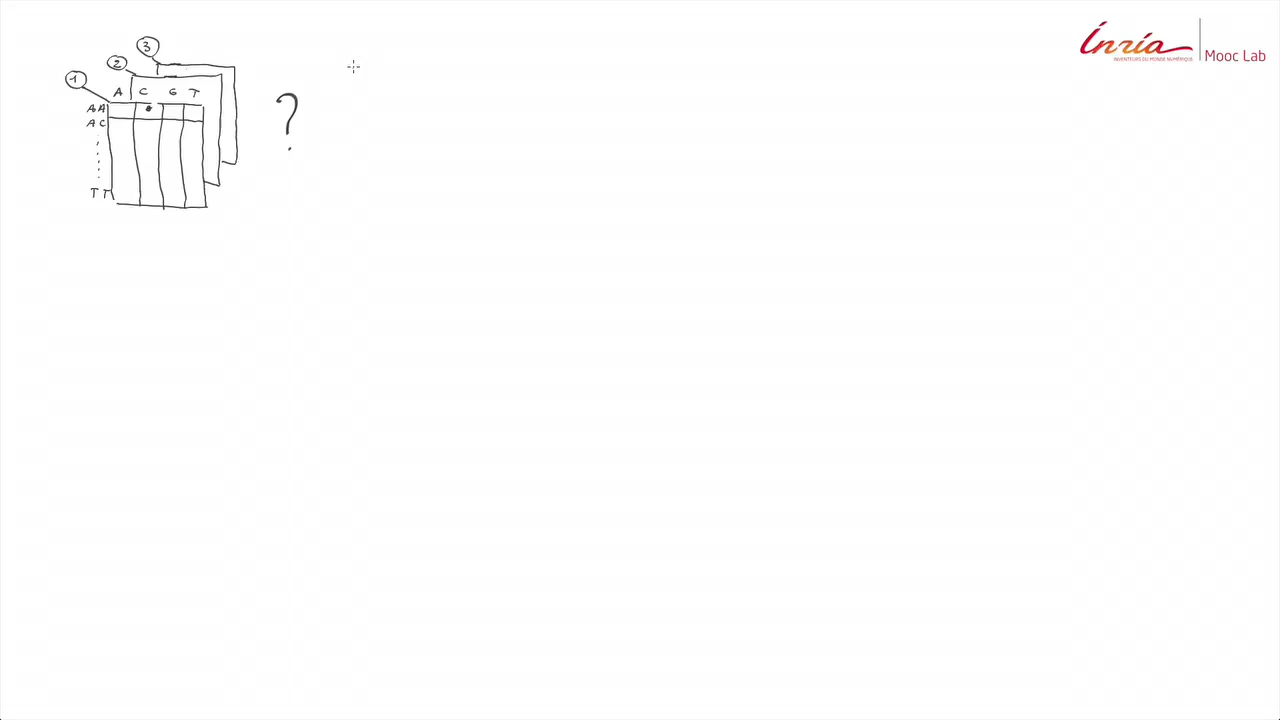 3
2
1
A C G T
?
AA
AC
TT
Inria
INVENTEURS DU MONDE NUMÉRIQUE
Mooc Lab